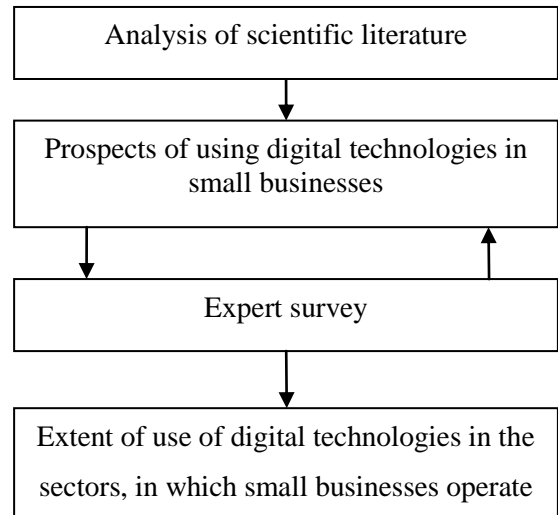 Analysis of scientific literature
Prospects of using digital technologies in
small businesses
Expert survey
Extent of use of digital technologies in the
sectors, in which small businesses operate